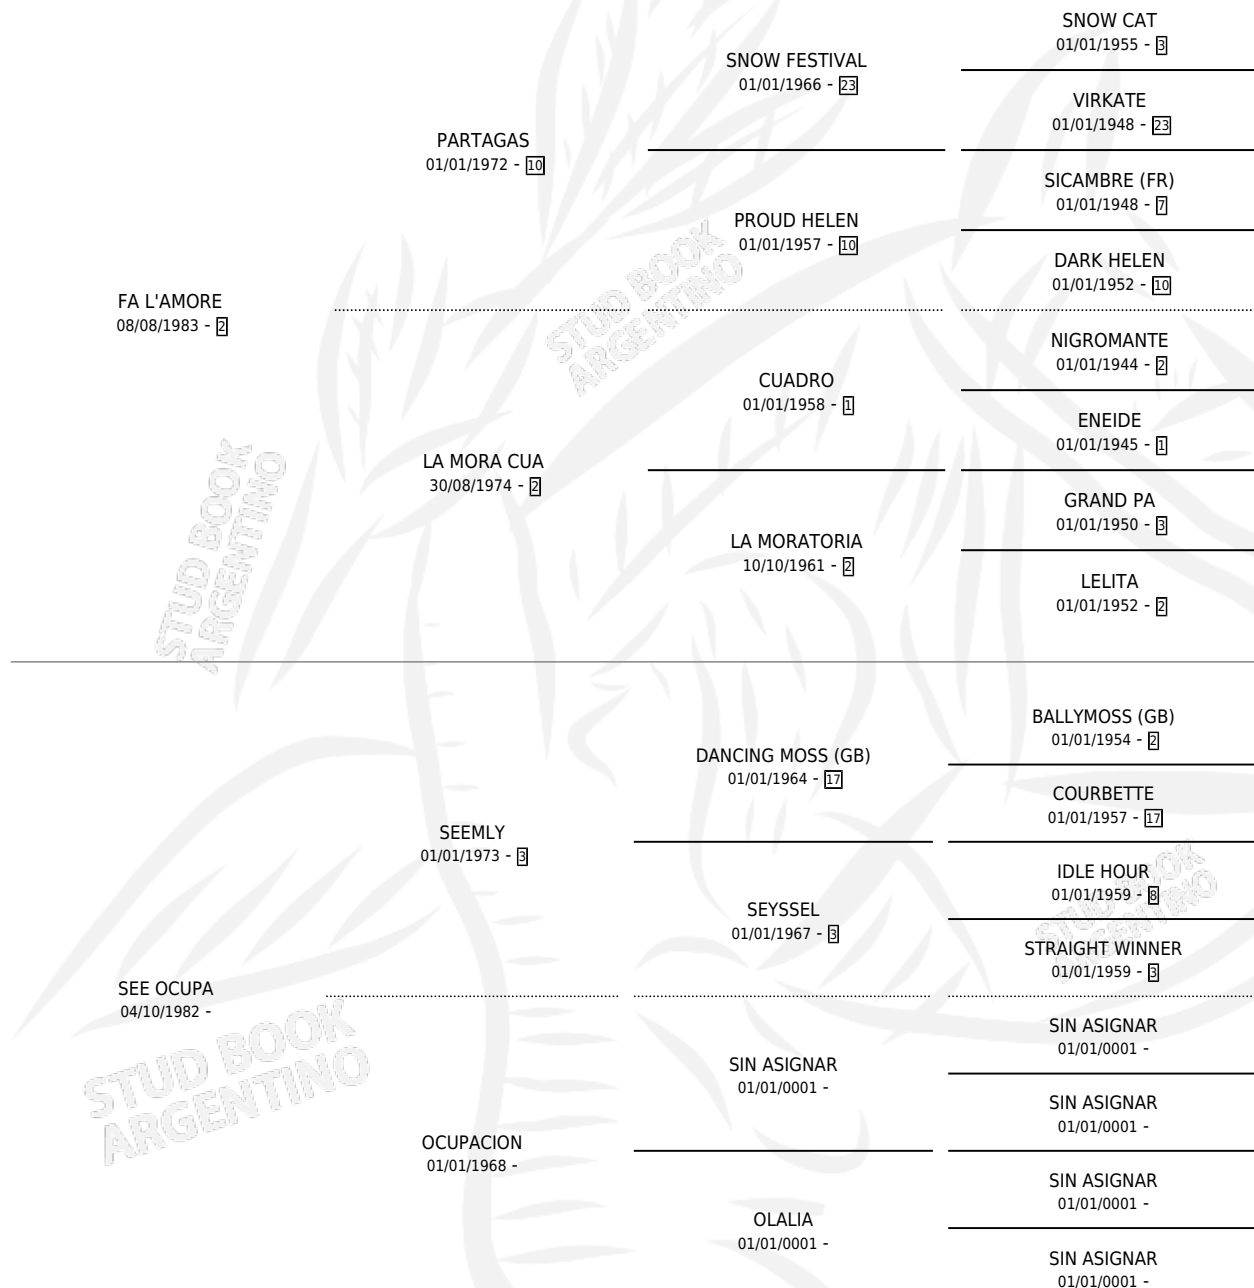 SNOW CAT
01/01/1955 - 3
SNOW FESTIVAL
01/01/1966 - 23
VIRKATE
01/01/1948 - 23
PARTAGAS
01/01/1972 - 10
SICAMBRE (FR)
01/01/1948 - 7
PROUD HELEN
01/01/1957 - 10
DARK HELEN
01/01/1952 - 10
FA L'AMORE
08/08/1983 - 2
NIGROMANTE
01/01/1944 - 2
CUADRO
01/01/1958 - 1
ENEIDE
01/01/1945 - 1
LA MORA CUA
30/08/1974 - 2
GRAND PA
01/01/1950 - 3
LA MORATORIA
10/10/1961 - 2
LELITA
01/01/1952 - 2
BALLYMOSS (GB)
01/01/1954 - 2
DANCING MOSS (GB)
01/01/1964 - 17
COURBETTE
01/01/1957 - 17
SEEMLY
01/01/1973 - 3
IDLE HOUR
01/01/1959 - 8
SEYSSEL
01/01/1967 - 3
STRAIGHT WINNER
01/01/1959 - 3
SEE OCUPA
04/10/1982 -
SIN ASIGNAR
01/01/0001 -
SIN ASIGNAR
01/01/0001 -
SIN ASIGNAR
01/01/0001 -
OCUPACION
01/01/1968 -
SIN ASIGNAR
01/01/0001 -
OLALIA
01/01/0001 -
SIN ASIGNAR
01/01/0001 -
STUD BOOK
ARGENTINO
STUD BOOK
ARGENTINO
STUD BOOK
ARGENTINO
STUD BOOK
ARGENTINO